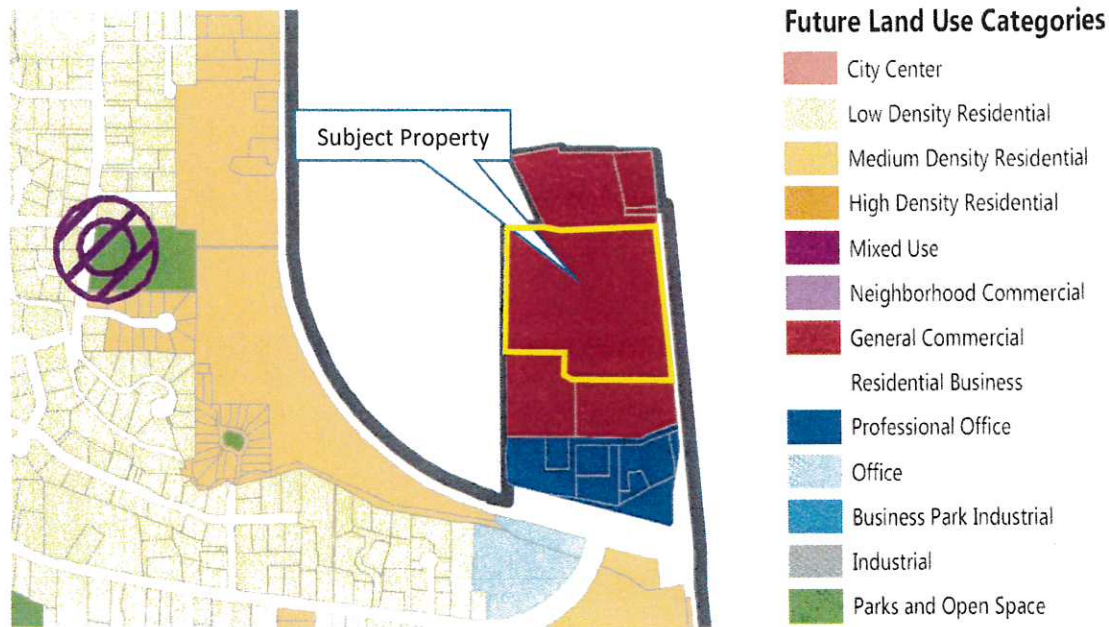 Subject Property
Future Land Use Categories
City Center
Low Density Residential
Medium Density Residential
High Density Residential
Mixed Use
Neighborhood Commercial
General Commercial
Residential Business
Professional Office
Office
Business Park Industrial
Industrial
Parks and Open Space